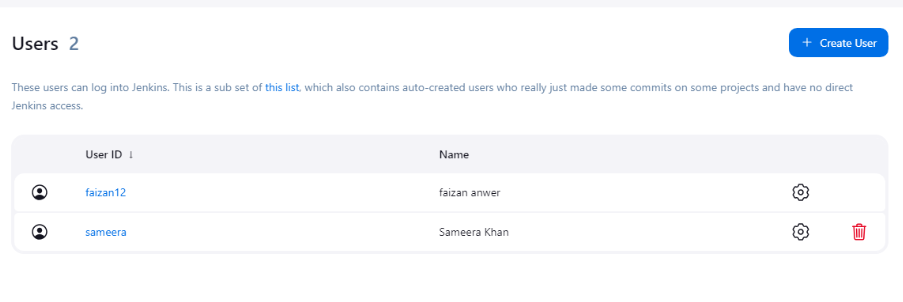 Users 2
+ Create User
These users can log into Jenkins. This is a sub set of this list, which also contains auto-created users who really just made some commits on some projects and have no direct
Jenkins access.
User ID ↓ Name
faizan12 faizan anwer
sameera Sameera Khan